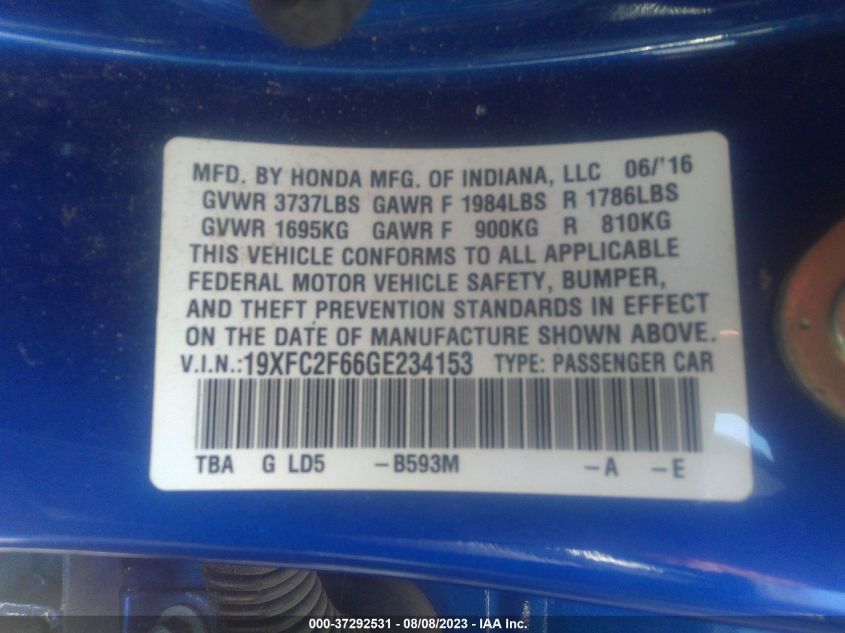 MFD. BY HONDA MFG. OF INDIANA, LLC 06/'16
GVWR 3737LBS GAWR F 1984LBS R 1786LBS
GVWR 1695KG GAWR F 900KG R 810KG
THIS VEHICLE CONFORMS TO ALL APPLICABLE
FEDERAL MOTOR VEHICLE SAFETY, BUMPER,
AND THEFT PREVENTION STANDARDS IN EFFECT
ON THE DATE OF MANUFACTURE SHOWN ABOVE.
V.I.N.:19XFC2F66GE234153 TYPE: PASSENGER CAR
TBA G LD5 -B593M -A -E
000-37292531 - 08/08/2023 - IAA Inc.